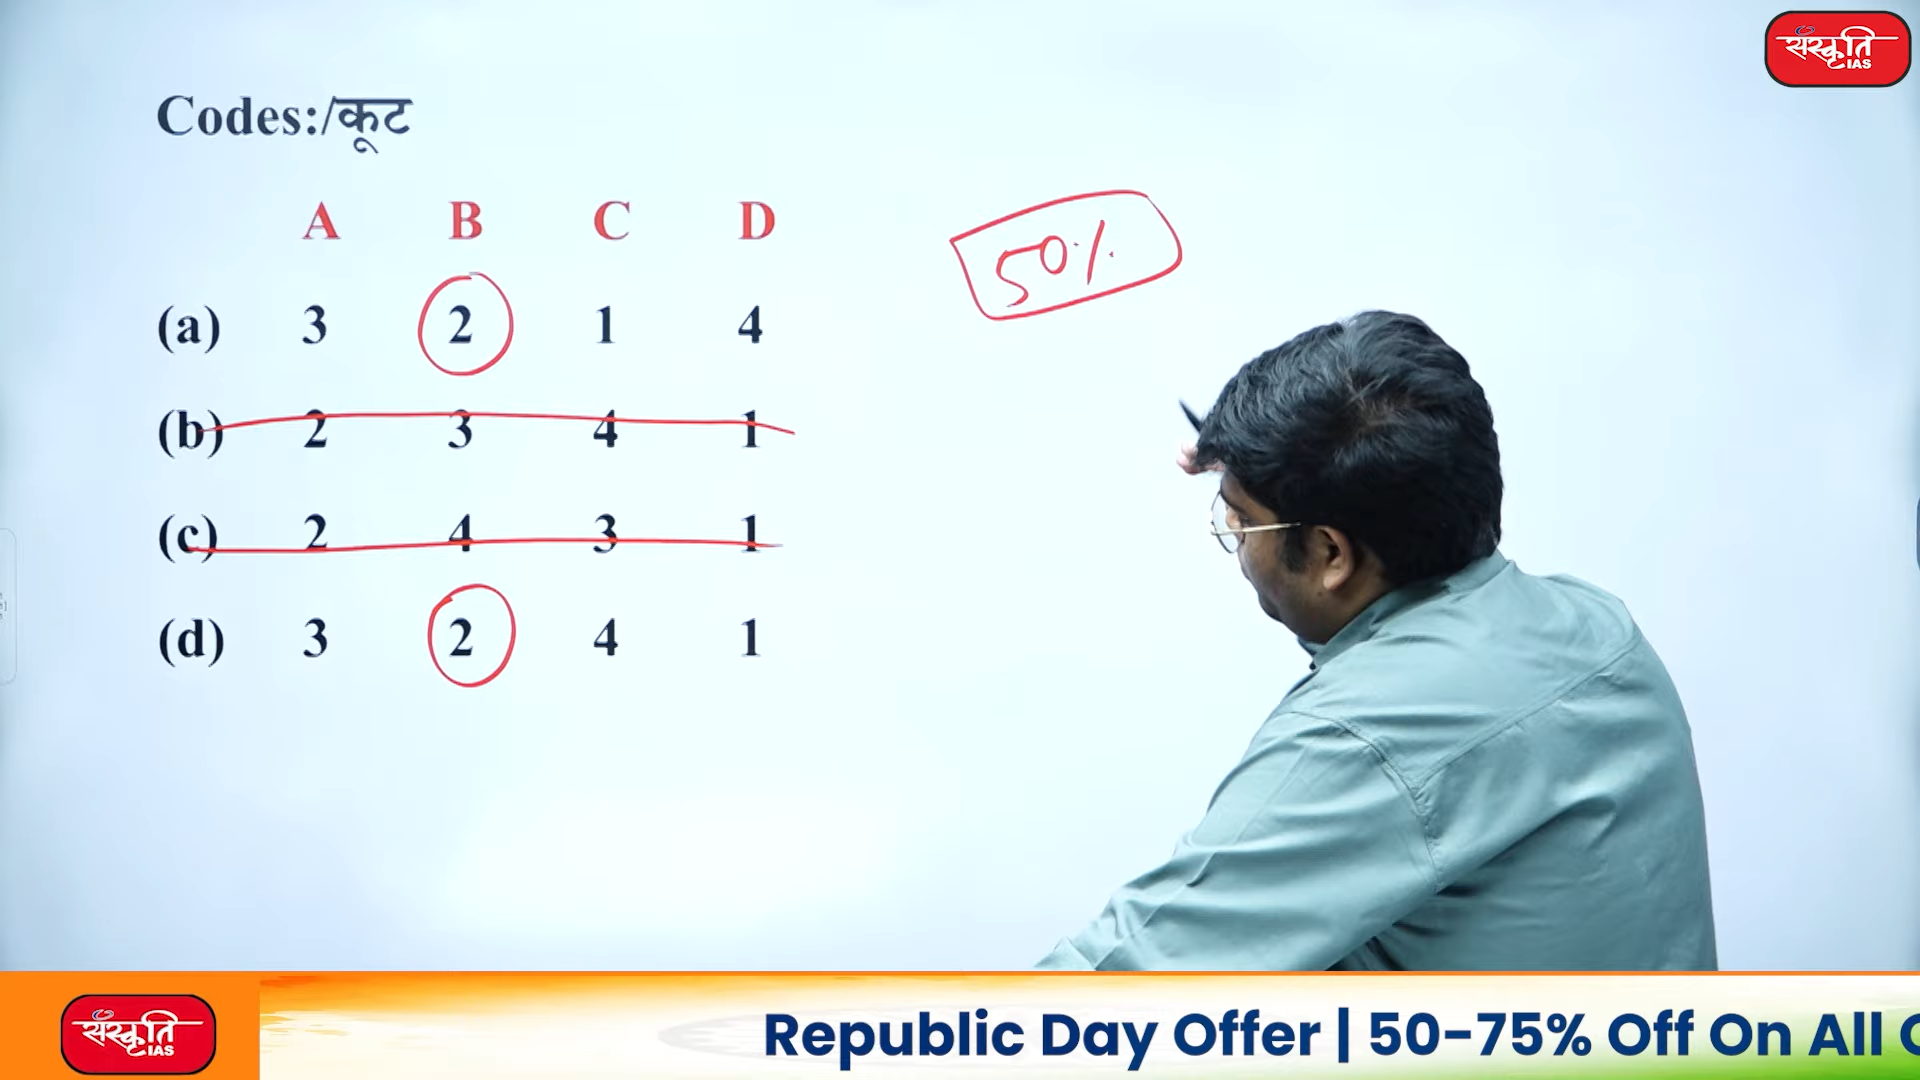 संस्कृति
IAS
Codes:/कूट
A B C D
(a) 3 2 1 4
50%
(b) 2 3 4 1
(c) 2 4 3 1
(d) 3 2 4 1
संस्कृति
IAS
Republic Day Offer | 50-75% Off On All